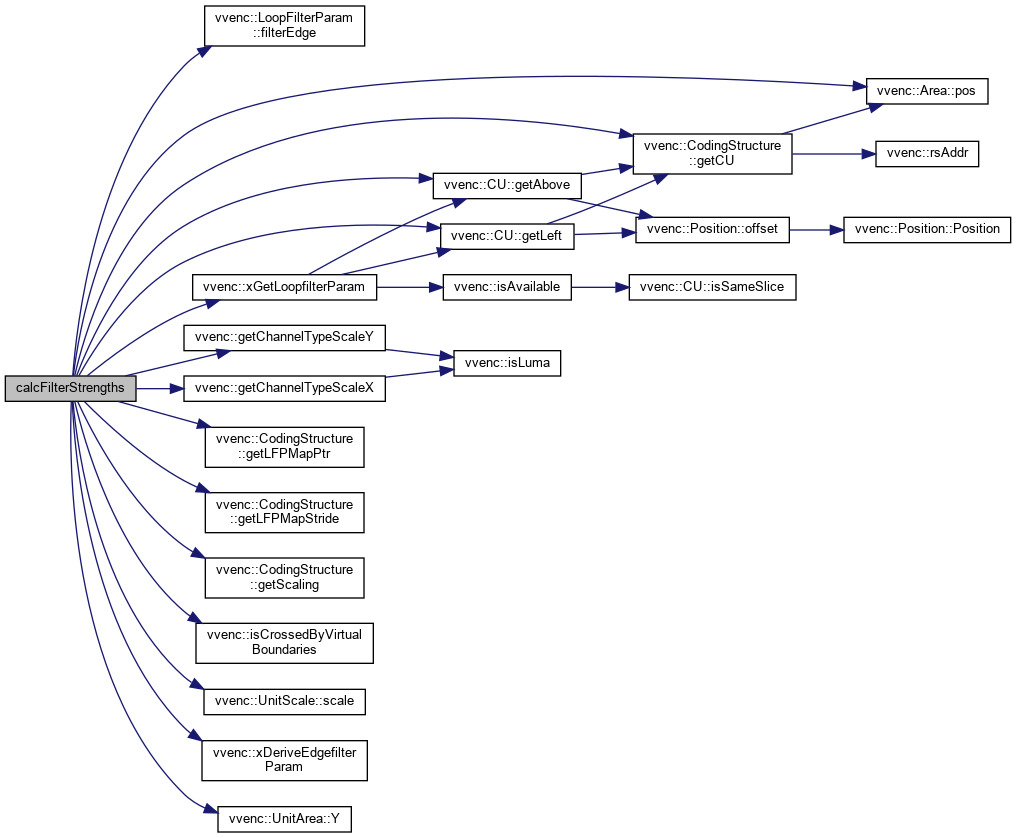 calcFilterStrengths
vvenc::LoopFilterParam
::filterEdge
vvenc::Area::pos
vvenc::CodingStructure
::getCU
vvenc::rsAddr
vvenc::CU::getAbove
vvenc::CU::getLeft
vvenc::Position::offset
vvenc::Position::Position
vvenc::xGetLoopfilterParam
vvenc::isAvailable
vvenc::CU::isSameSlice
vvenc::getChannelTypeScaleY
vvenc::isLuma
vvenc::getChannelTypeScaleX
vvenc::CodingStructure
::getLFPMapPtr
vvenc::CodingStructure
::getLFPMapStride
vvenc::CodingStructure
::getScaling
vvenc::isCrossedByVirtual
Boundaries
vvenc::UnitScale::scale
vvenc::xDeriveEdgefilter
Param
vvenc::UnitArea::Y